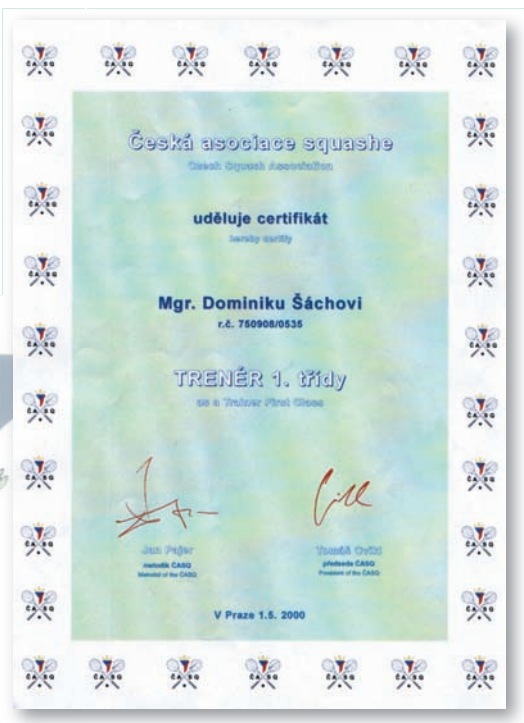 Česká asociace squashe
Czech Squash Association
uděluje certifikát
hereby certify
Mgr. Dominiku Šáchovi
r.č. 750908/0535
TRENÉR 1. třídy
as a Trainer First Class
Jan Pajer
metodik ČASQ
Metodist of the ČASQ
Tomáš
předseda ČASQ
President of the ČASQ
V Praze 1.5. 2000